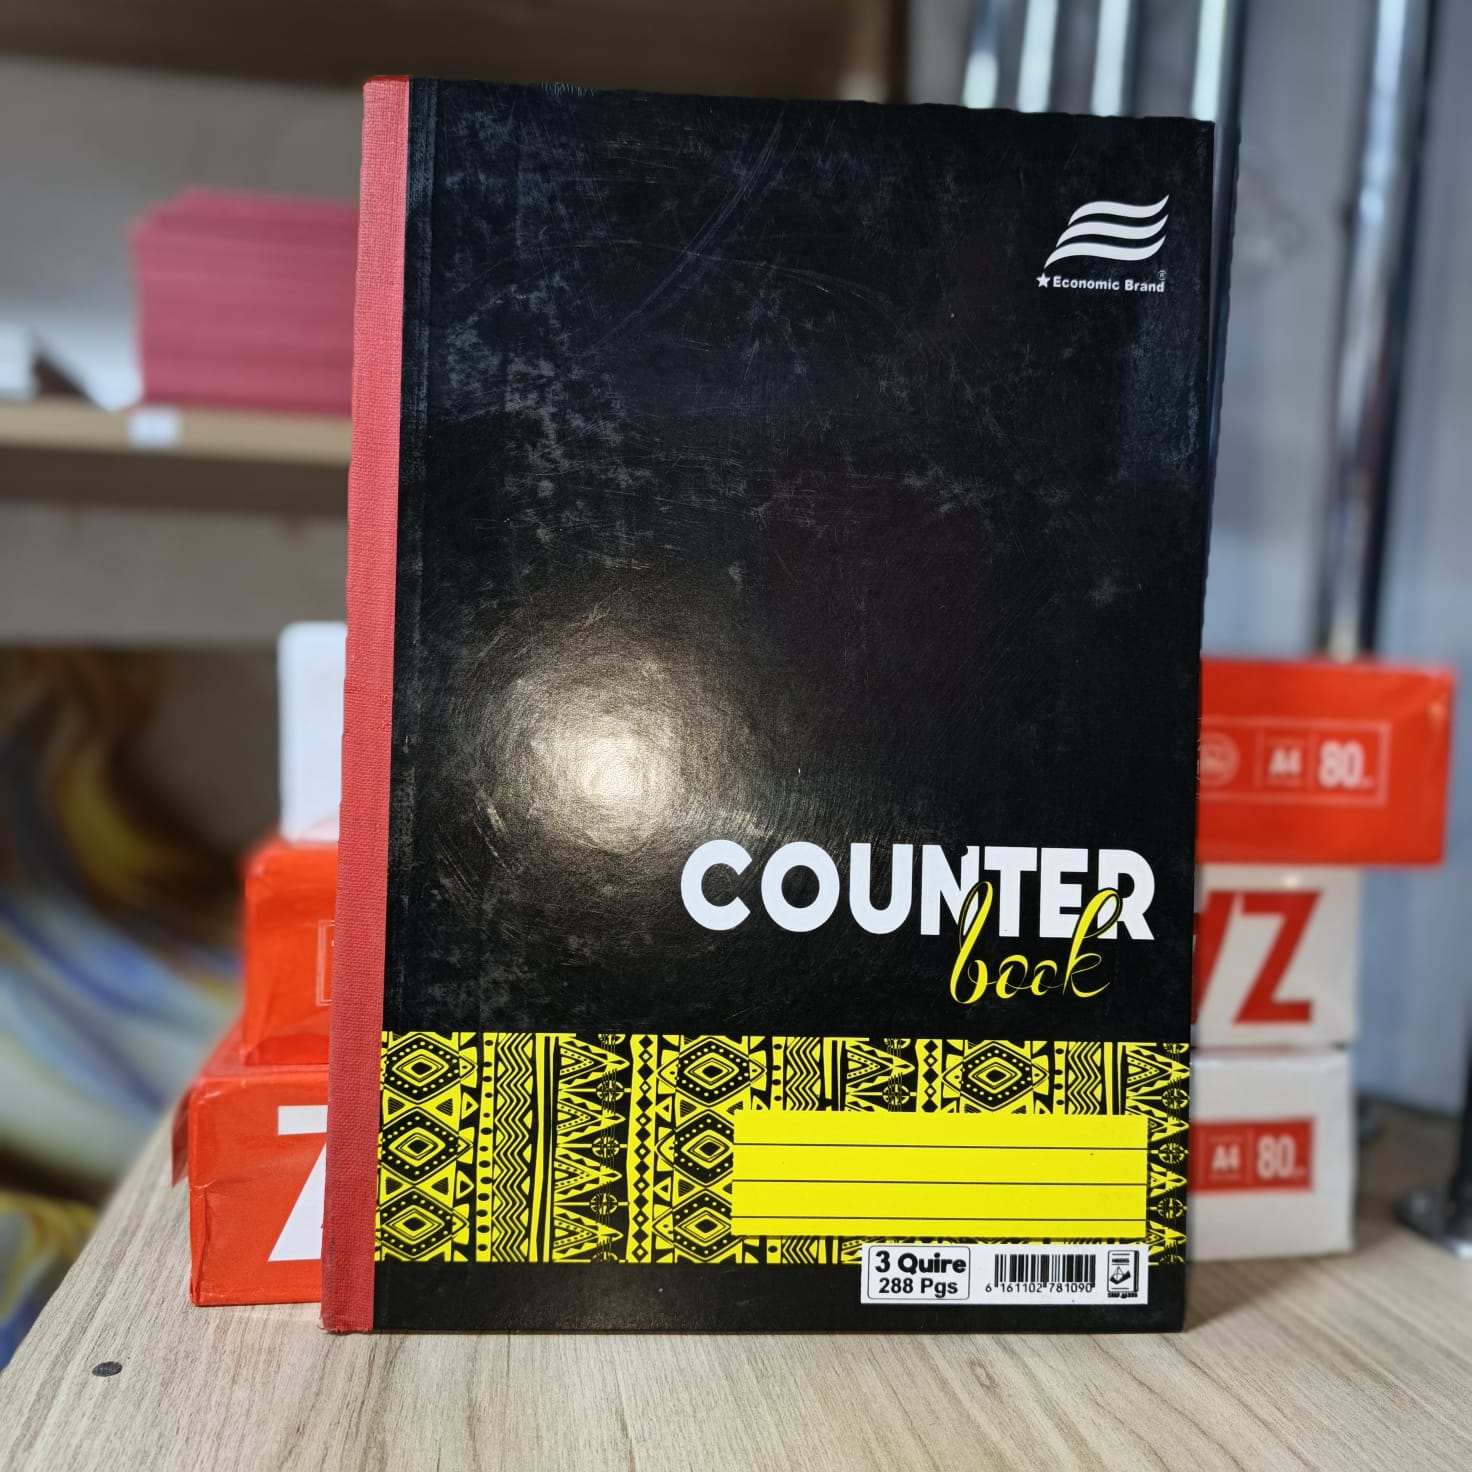 Economic Brand
COUNTER
book
3 Quire
288 Pgs
6 161102 781090
A4 80
A4 80